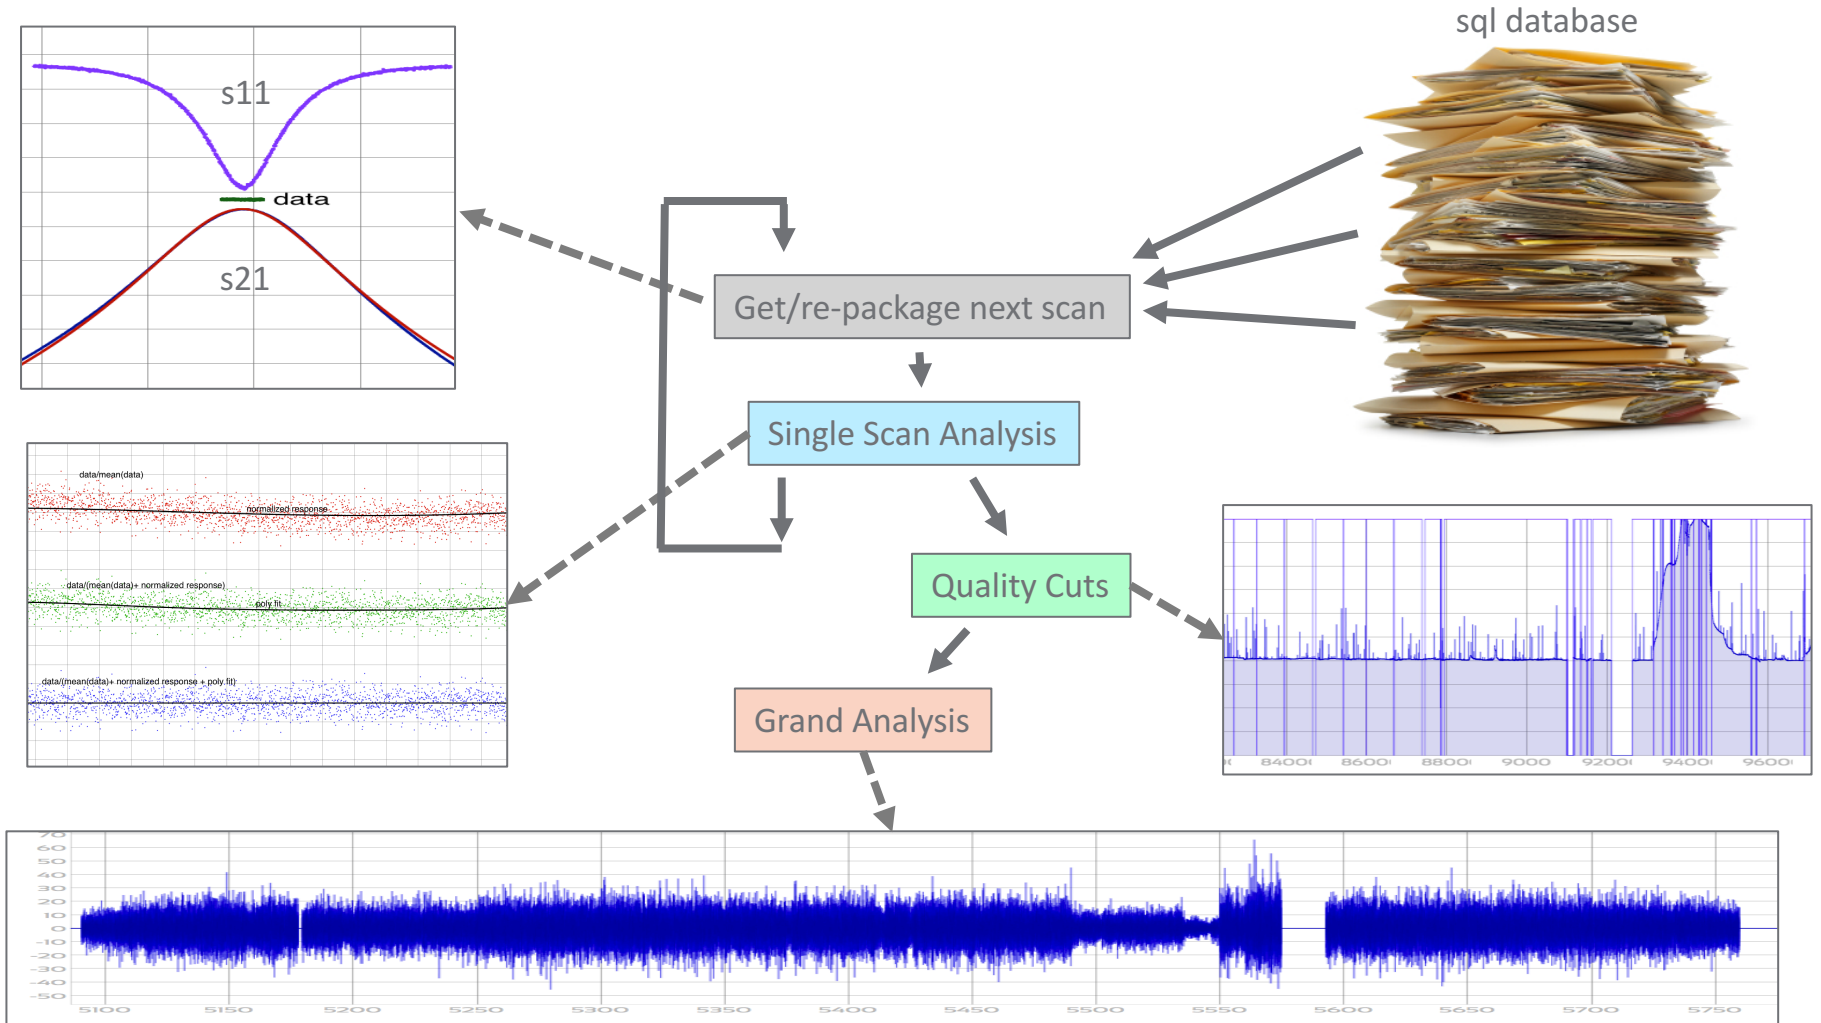 sql database
s11
data
s21
Get/re-package next scan
Single Scan Analysis
data/mean(data)
normalized response
data/(mean(data)+ normalized response)
poly fit
data/(mean(data)+ normalized response + poly fit)
Quality Cuts
8400
8600
8800
9000
9200
9400
9600
Grand Analysis
70
60
50
40
30
20
10
0
-10
-20
-30
-40
-50
5100 5150 5200 5250 5300 5350 5400 5450 5500 5550 5600 5650 5700 5750